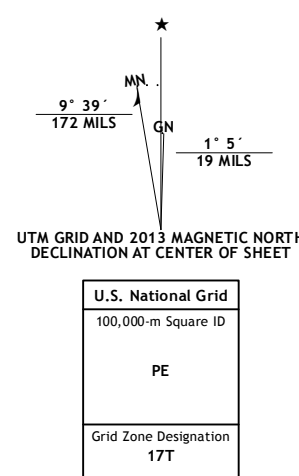 ★
MN
9° 39´
172 MILS
GN
1° 5´
19 MILS
UTM GRID AND 2013 MAGNETIC NORTH
DECLINATION AT CENTER OF SHEET
U.S. National Grid
100,000-m Square ID
PE
Grid Zone Designation
17T